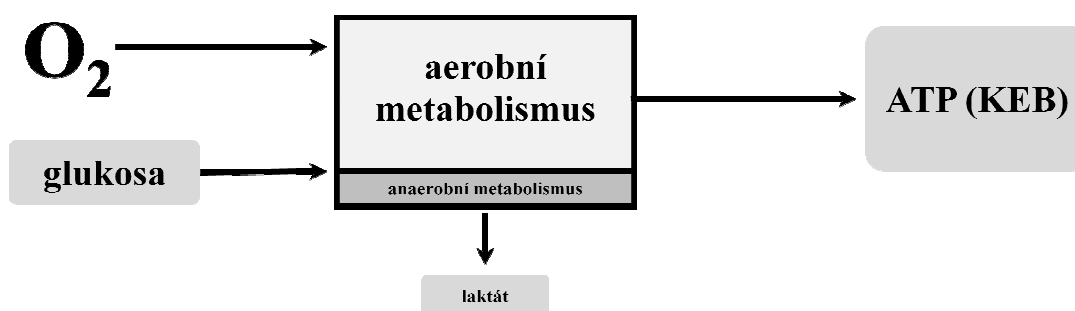 O2
aerobní
metabolismus
ATP (KEB)
glukosa
anaerobní metabolismus
laktát